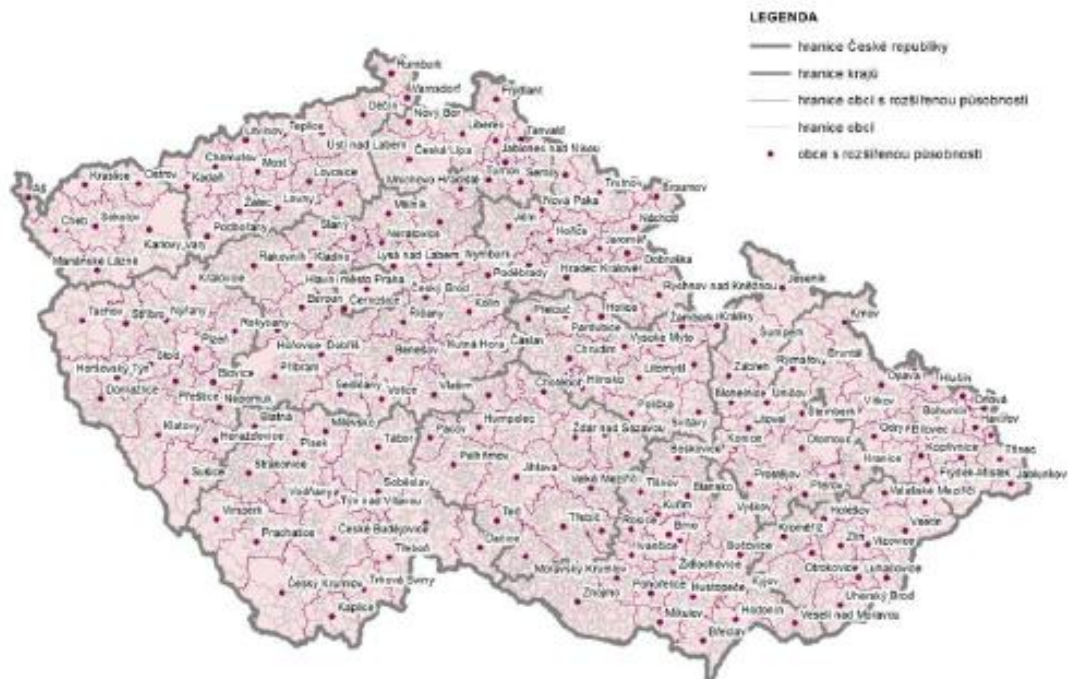 LEGENDA
hranice České republiky
hranice krajů
hranice obcí s rozšířenou působností
hranice obcí
obce s rozšířenou působností
Rumburk
Varnsdorf
Frýdlant
Děčín
Nový Bor
Liberec
Tanvald
Litvínov
Teplice
Ústí nad Labem
Česká Lípa
Jablonec nad Nisou
Chomutov
Most
Lovosice
Mnichovo Hradiště
Turnov
Semily
Trutnov
Broumov
Aš
Kraslice
Ostrov
Kadaň
Žatec
Louny
Mělník
Jičín
Nová Paka
Náchod
Cheb
Sokolov
Karlovy Vary
Podbořany
Slaný
Neratovice
Hořice
Jaroměř
Mariánské Lázně
Rakovník
Kladno
Lysá nad Labem
Nymburk
Dobruška
Kralovice
Hlavní město Praha
Poděbrady
Hradec Králové
Jeseník
Beroun
Černošice
Český Brod
Kolín
Rychnov nad Kněžnou
Tachov
Stříbro
Nýřany
Rokycany
Říčany
Přelouč
Holice
Pardubice
Žamberk
Králíky
Krnov
Plzeň
Hořovice
Dobříš
Benešov
Kutná Hora
Čáslav
Chrudim
Vysoké Mýto
Šumperk
Stod
Horšovský Týn
Blovice
Příbram
Hlinsko
Litomyšl
Zábřeh
Rýmařov
Bruntál
Domažlice
Přeštice
Nepomuk
Sedlčany
Votice
Vlašim
Chotěboř
Opava
Hlučín
Blatná
Milevsko
Humpolec
Polička
Svitavy
Mohelnice
Uničov
Šternberk
Vítkov
Bohumín
Orlová
Havířov
Klatovy
Horažďovice
Písek
Tábor
Pacov
Žďár nad Sázavou
Litovel
Konice
Olomouc
Odry
Bílovec
Sušice
Strakonice
Pelhřimov
Jihlava
Boskovice
Hranice
Kopřivnice
Třinec
Soběslav
Velké Meziříčí
Tišnov
Blansko
Prostějov
Přerov
Frýdek-Místek
Jablunkov
Vimperk
Vodňany
Týn nad Vltavou
Kuřim
Vyškov
Valašské Meziříčí
Prachatice
České Budějovice
Telč
Třebíč
Rosice
Brno
Kroměříž
Holešov
Vsetín
Třeboň
Dačice
Ivančice
Bučovice
Zlín
Vizovice
Moravský Krumlov
Židlochovice
Otrokovice
Luhačovice
Český Krumlov
Trhové Sviny
Znojmo
Pohořelice
Hustopeče
Kyjov
Uherský Brod
Kaplice
Mikulov
Hodonín
Veselí nad Moravou
Břeclav